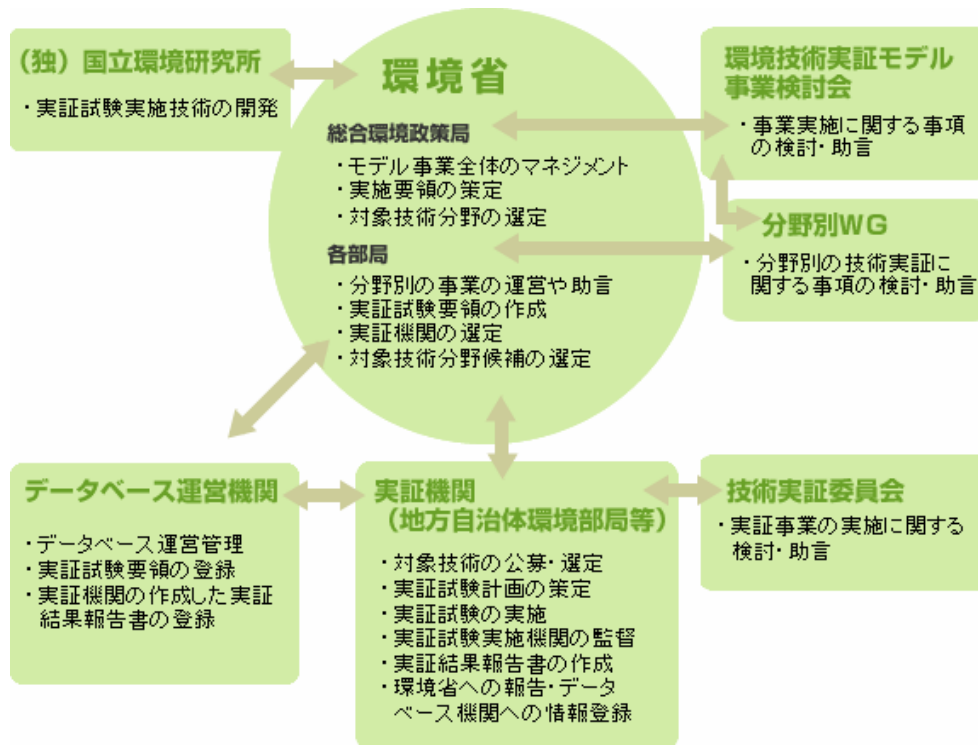 (独)国立環境研究所
・実証試験実施技術の開発
環境省
総合環境政策局
・モデル事業全体のマネジメント
・実施要領の策定
・対象技術分野の選定
各部局
・分野別の事業の運営や助言
・実証試験要領の作成
・実証機関の選定
・対象技術分野候補の選定
環境技術実証モデル
事業検討会
・事業実施に関する事項
の検討・助言
分野別WG
・分野別の技術実証に
関する事項の検討・助言
データベース運営機関
・データベース運営管理
・実証試験要領の登録
・実証機関の作成した実証
結果報告書の登録
実証機関
(地方自治体環境部局等)
・対象技術の公募・選定
・実証試験計画の策定
・実証試験の実施
・実証試験実施機関の監督
・実証結果報告書の作成
・環境省への報告・データ
ベース機関への情報登録
技術実証委員会
・実証事業の実施に関する
検討・助言